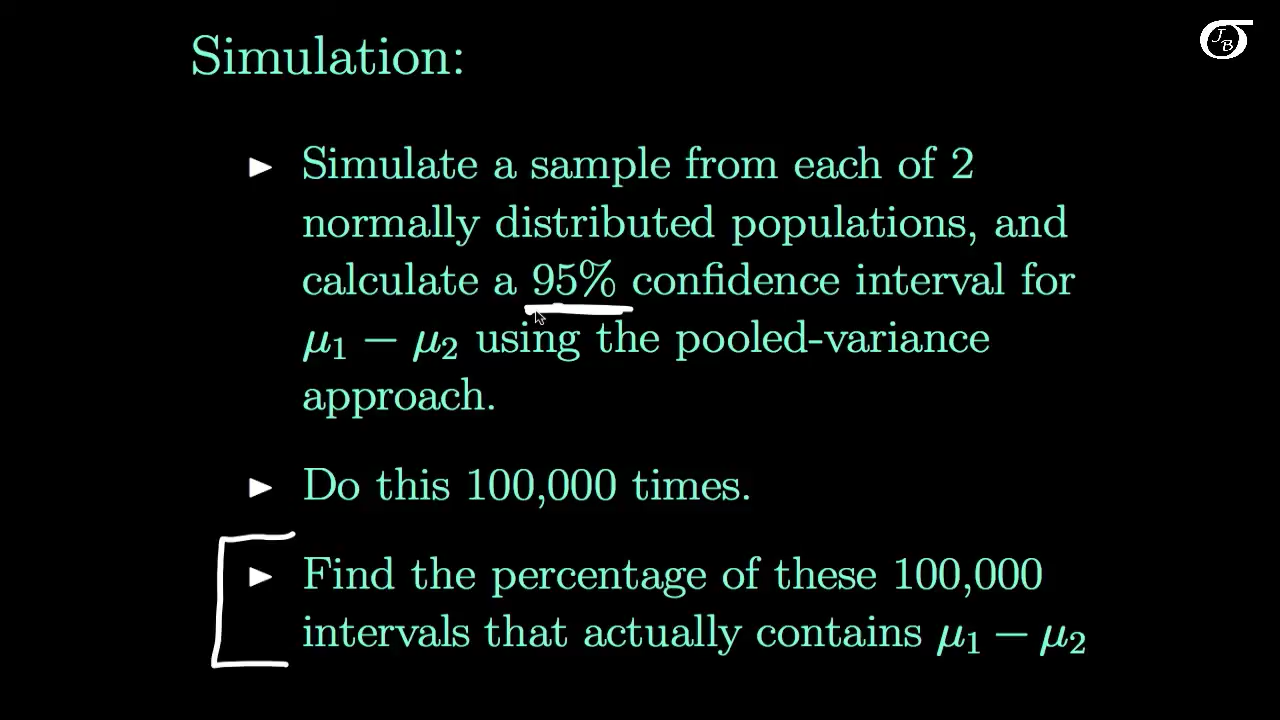 JB
Simulation:
► Simulate a sample from each of 2
normally distributed populations, and
calculate a 95% confidence interval for
μ₁ − μ₂ using the pooled-variance
approach.
► Do this 100,000 times.
► Find the percentage of these 100,000
intervals that actually contains μ₁ − μ₂